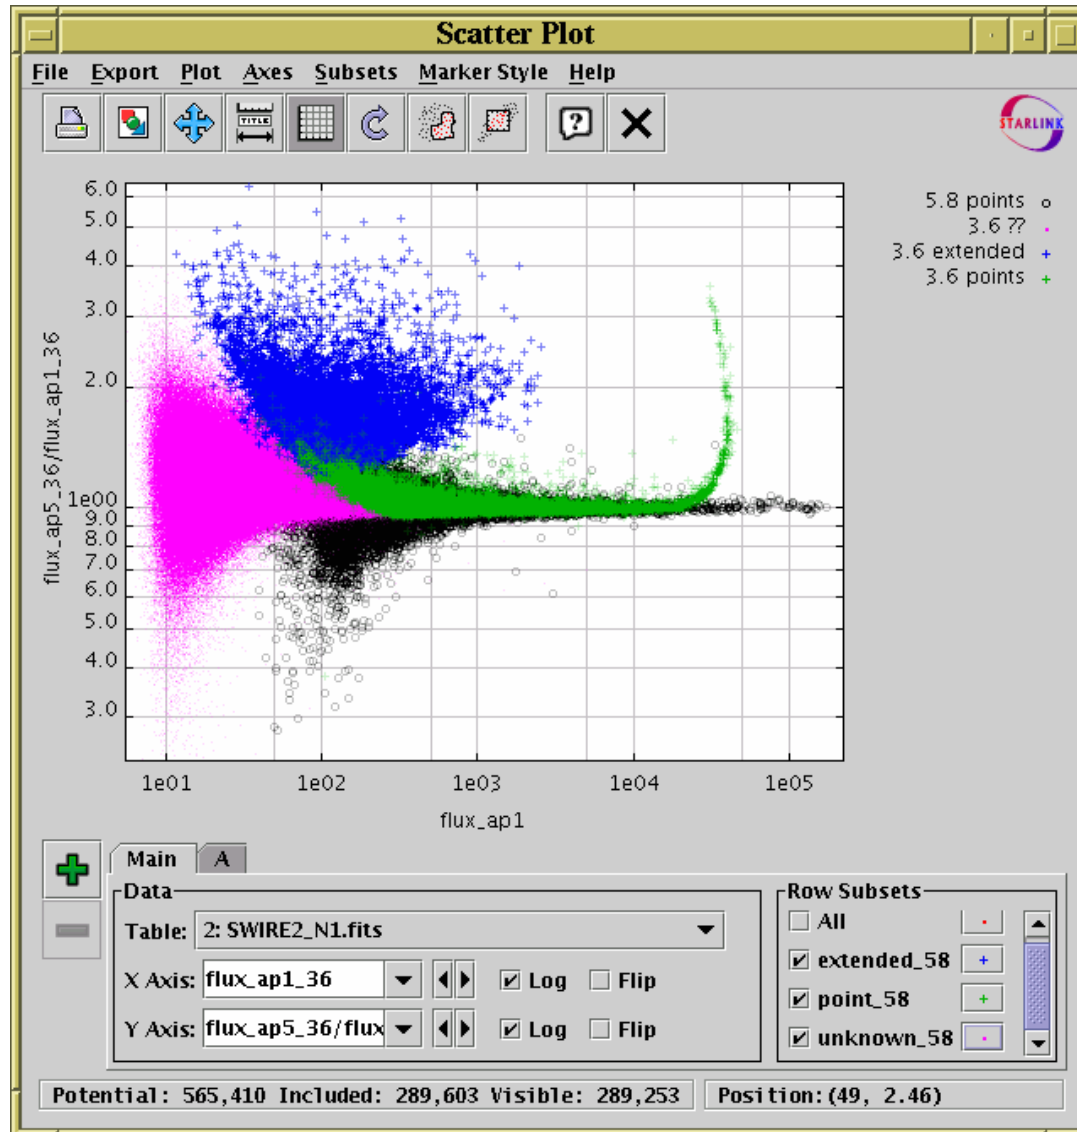 Scatter Plot
File Export Plot Axes Subsets Marker Style Help
TITLE
?
STARLINK
5.8 points
3.6 ??
3.6 extended
3.6 points
6.0
5.0
4.0
3.0
2.0
1e00
9.0
8.0
7.0
6.0
5.0
4.0
3.0
flux_ap5_36/flux_ap1_36
1e01 1e02 1e03 1e04 1e05
flux_ap1
Main A
Data
Table: 2: SWIRE2_N1.fits
X Axis: flux_ap1_36 Log Flip
Y Axis: flux_ap5_36/flux Log Flip
Row Subsets
All
extended_58
point_58
unknown_58
Potential: 565,410 Included: 289,603 Visible: 289,253 Position:(49, 2.46)